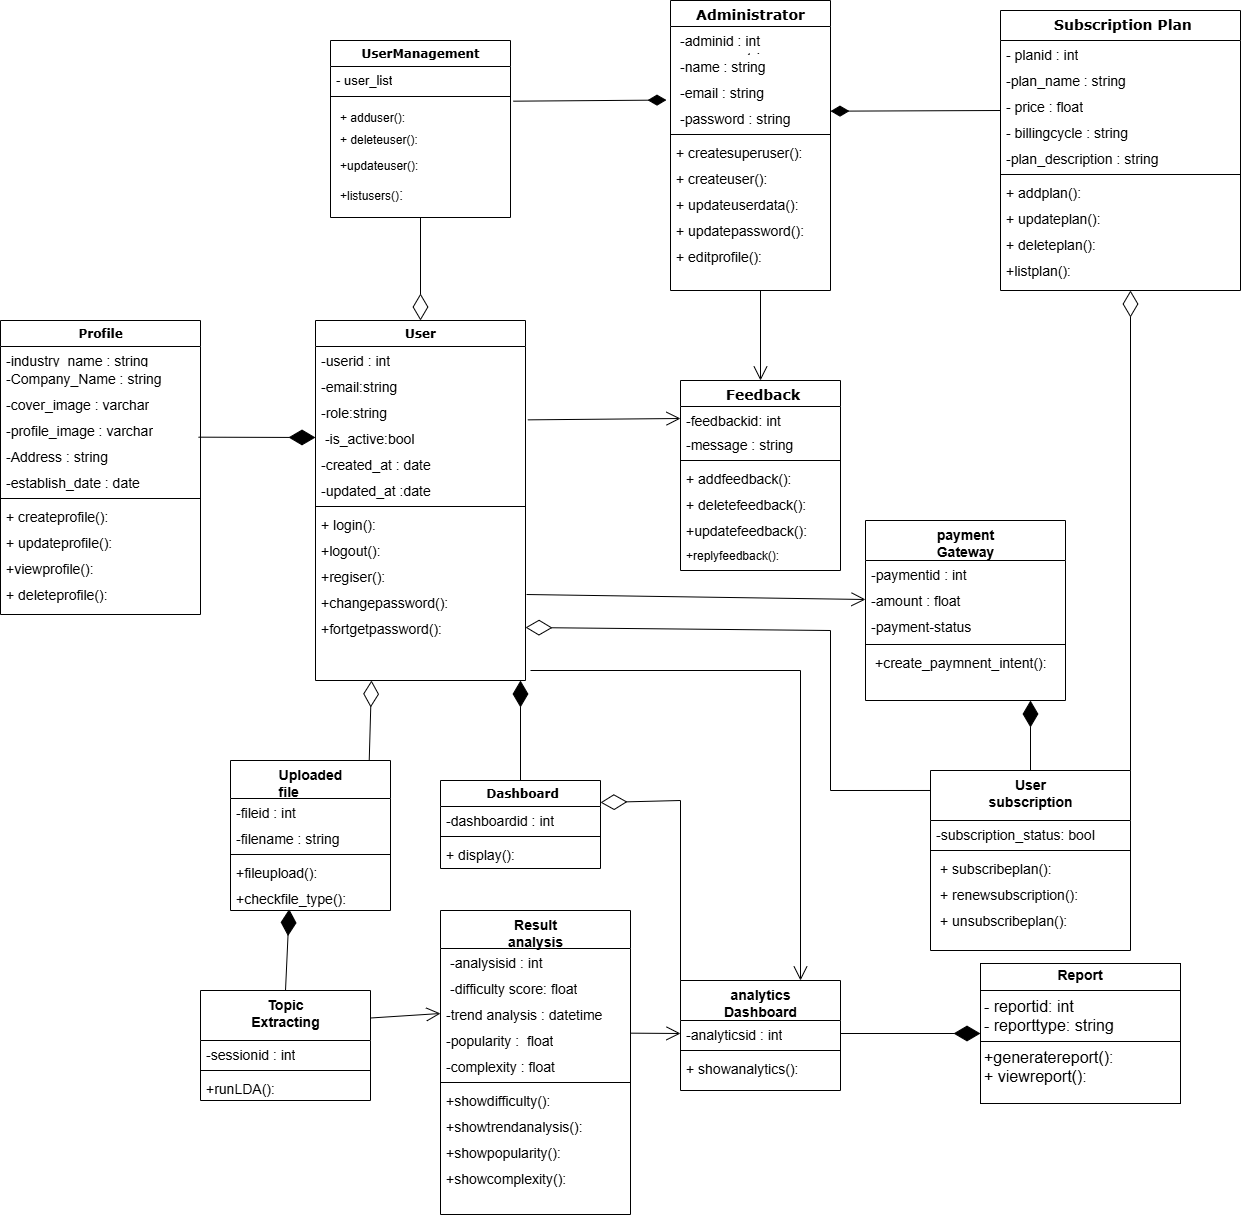 Administrator
-adminid : int
-name : string
-email : string
-password : string
+ createsuperuser():
+ createuser():
+ updateuserdata():
+ updatepassword():
+ editprofile():
Subscription Plan
- planid : int
-plan_name : string
- price : float
- billingcycle : string
-plan_description : string
+ addplan():
+ updateplan():
+ deleteplan():
+listplan():
UserManagement
- user_list
+ adduser():
+ deleteuser():
+updateuser():
+listusers():
Profile
-industry_name : string
-Company_Name : string
-cover_image : varchar
-profile_image : varchar
-Address : string
-establish_date : date
+ createprofile():
+ updateprofile():
+viewprofile():
+ deleteprofile():
User
-userid : int
-email:string
-role:string
-is_active:bool
-created_at : date
-updated_at :date
+ login():
+logout():
+regiser():
+changepassword():
+fortgetpassword():
Feedback
-feedbackid: int
-message : string
+ addfeedback():
+ deletefeedback():
+updatefeedback():
+replyfeedback():
payment
Gateway
-paymentid : int
-amount : float
-payment-status
+create_paymnent_intent():
Uploaded
file
-fileid : int
-filename : string
+fileupload():
+checkfile_type():
Dashboard
-dashboardid : int
+ display():
User
subscription
-subscription_status: bool
+ subscribeplan():
+ renewsubscription():
+ unsubscribeplan():
Topic
Extracting
-sessionid : int
+runLDA():
Result
analysis
-analysisid : int
-difficulty score: float
-trend analysis : datetime
-popularity : float
-complexity : float
+showdifficulty():
+showtrendanalysis():
+showpopularity():
+showcomplexity():
analytics
Dashboard
-analyticsid : int
+ showanalytics():
Report
- reportid: int
- reporttype: string
+generatereport():
+ viewreport():